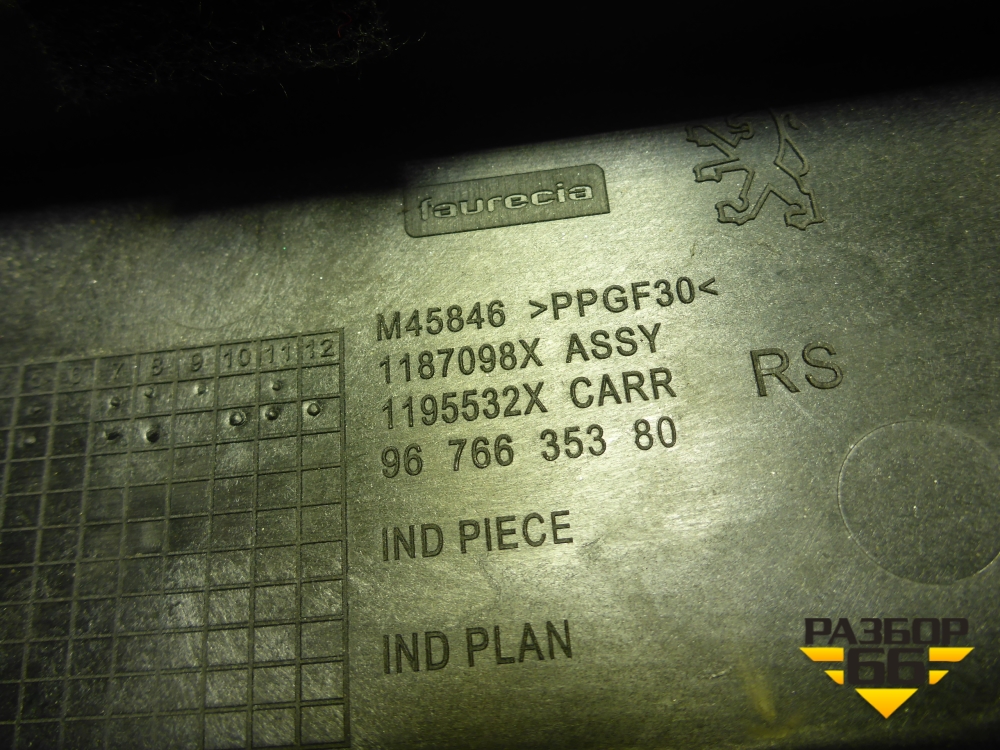 faurecia
M45846 >PPGF30<
1187098X ASSY
1195532X CARR
RS
96 766 353 80
IND PIECE
IND PLAN
7 8 9 10 11 12
РАЗБОР
66